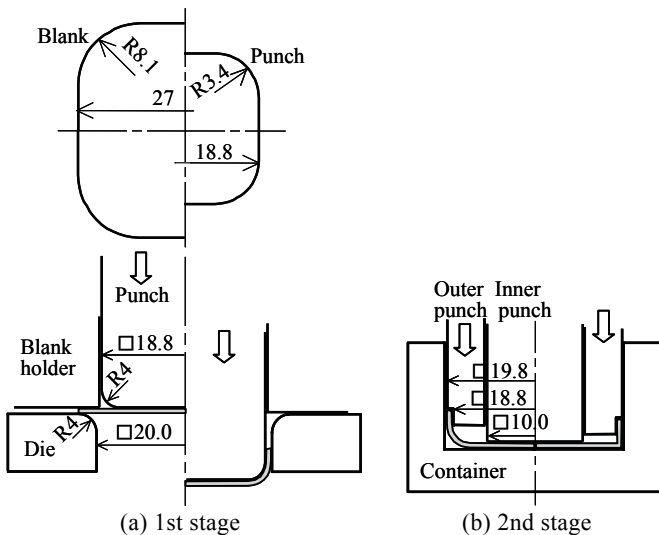 Blank
Punch
R8.1
R3.4
27
18.8
Punch
Outer Inner
punch punch
Blank
holder
□18.8
R4
R4
Die
□20.0
□19.8
□18.8
□10.0
Container
(a) 1st stage
(b) 2nd stage